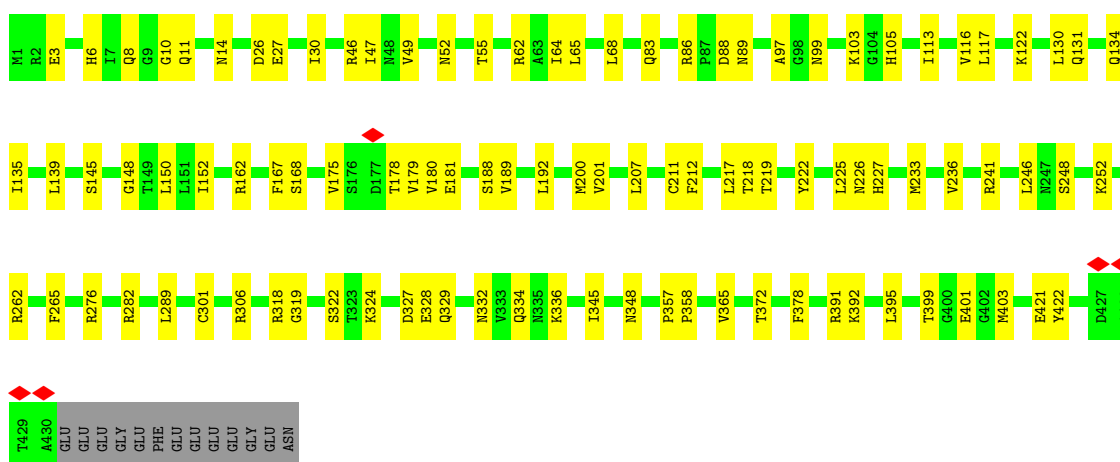 M1 R2 E3 H6 I7 Q8 G9 G10 Q11 N14 D26 E27 I30 R46 I47 N48 V49 N52 T55 R62 A63 I64 L65 L68 Q83 R86 P87 D88 N89 A97 G98 N99 K103 G104 H105 I113 V116 L117 K122 L130 Q131 Q134
I135 L139 S145 G148 T149 L150 L151 I152 R162 F167 S168 V175 S176 D177 T178 V179 V180 E181 S188 V189 L192 M200 V201 L207 C211 F212 L217 T218 T219 Y222 L225 N226 H227 M233 V236 R241 L246 N247 S248 K252
R262 F265 R276 R282 L289 C301 R306 R318 G319 S322 T323 K324 D327 E328 Q329 N332 V333 Q334 N335 K336 I345 N348 P357 P358 V365 T372 F378 R391 K392 L395 T399 G400 E401 G402 M403 E421 Y422 D427
T429 A430 GLU GLU GLU GLY GLU PHE GLU GLU GLU GLU GLU GLY GLU ASN